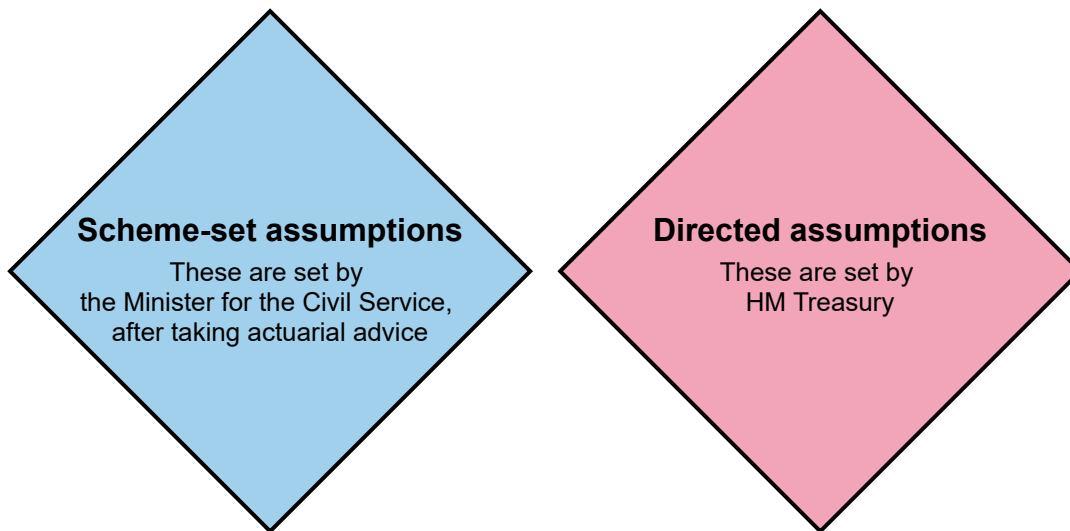 Scheme-set assumptions
These are set by
the Minister for the Civil Service,
after taking actuarial advice
Directed assumptions
These are set by
HM Treasury